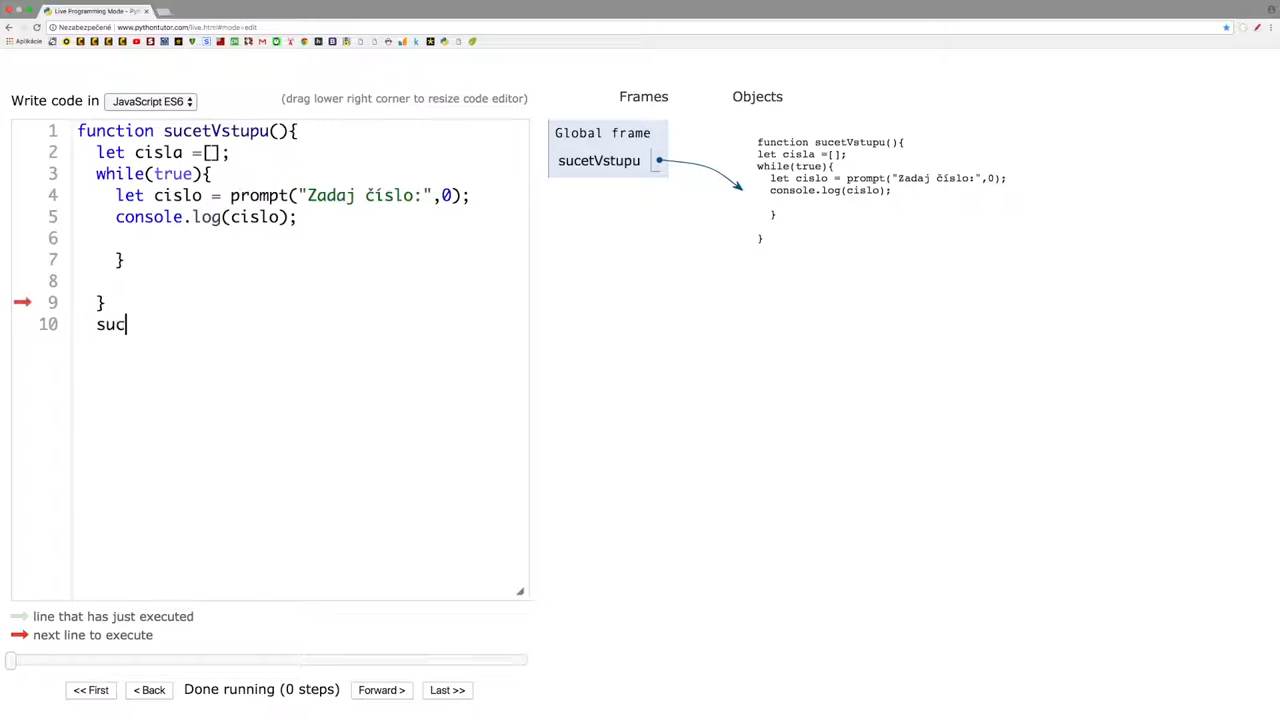 Live Programming Mode - Pyt
Nezabezpečené www.pythontutor.com/live.html#mode=edit
Aplikácie
Write code in JavaScript ES6 (drag lower right corner to resize code editor)
1 function sucetVstupu(){
2 let cisla =[];
3 while(true){
4 let cislo = prompt("Zadaj číslo:",0);
5 console.log(cislo);
6
7 }
8
9 }
10 suc
line that has just executed
next line to execute
<< First < Back Done running (0 steps) Forward > Last >>
Frames Objects
Global frame
sucetVstupu
function sucetVstupu(){
let cisla =[];
while(true){
let cislo = prompt("Zadaj číslo:",0);
console.log(cislo);
}
}